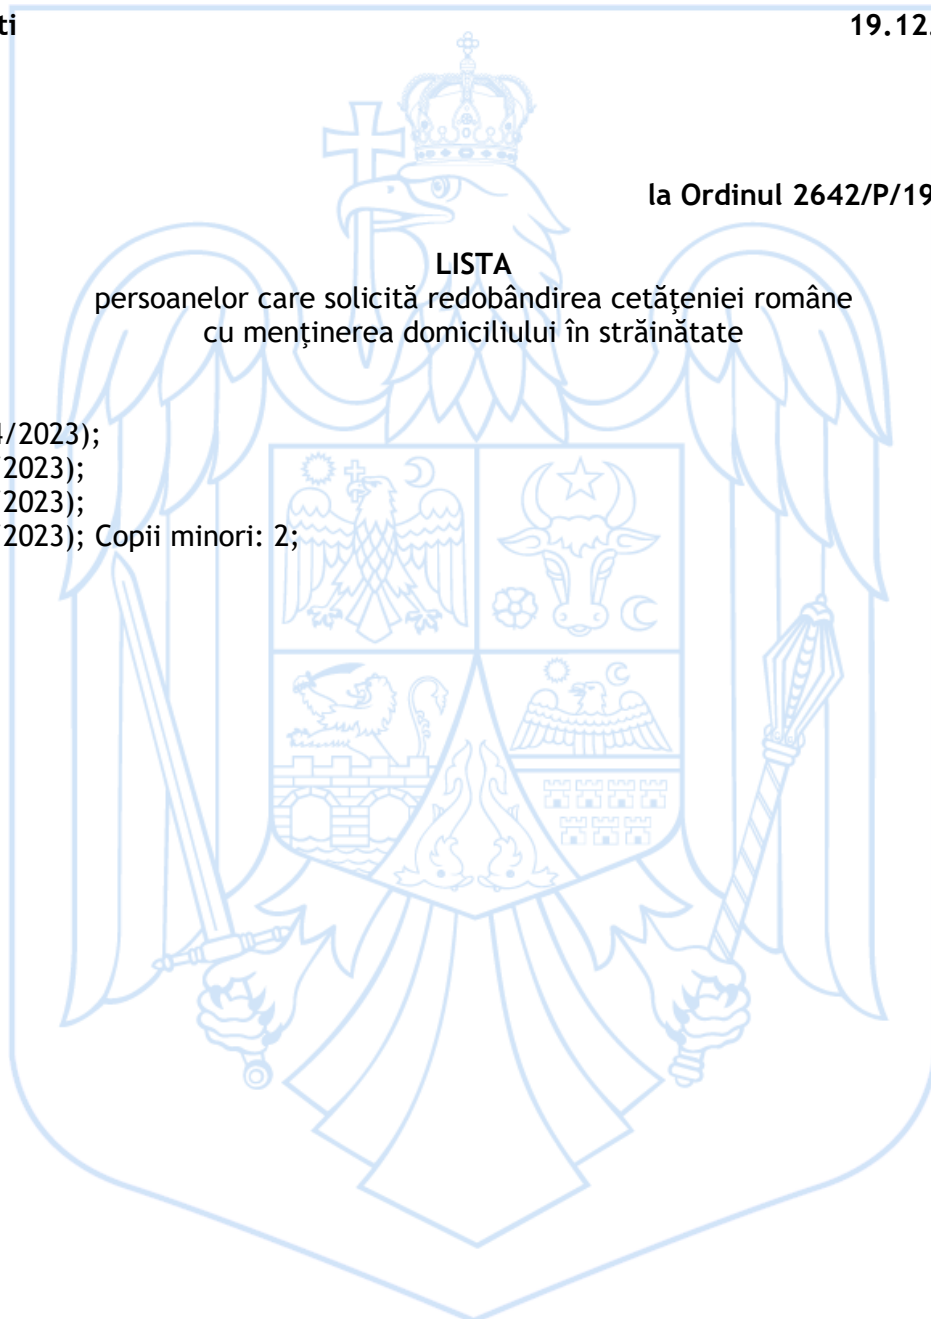 ti 19.12.
la Ordinul 2642/P/19
LISTA
persoanelor care solicită redobândirea cetăţeniei române
cu menţinerea domiciliului în străinătate
/2023);
/2023);
/2023);
/2023); Copii minori: 2;